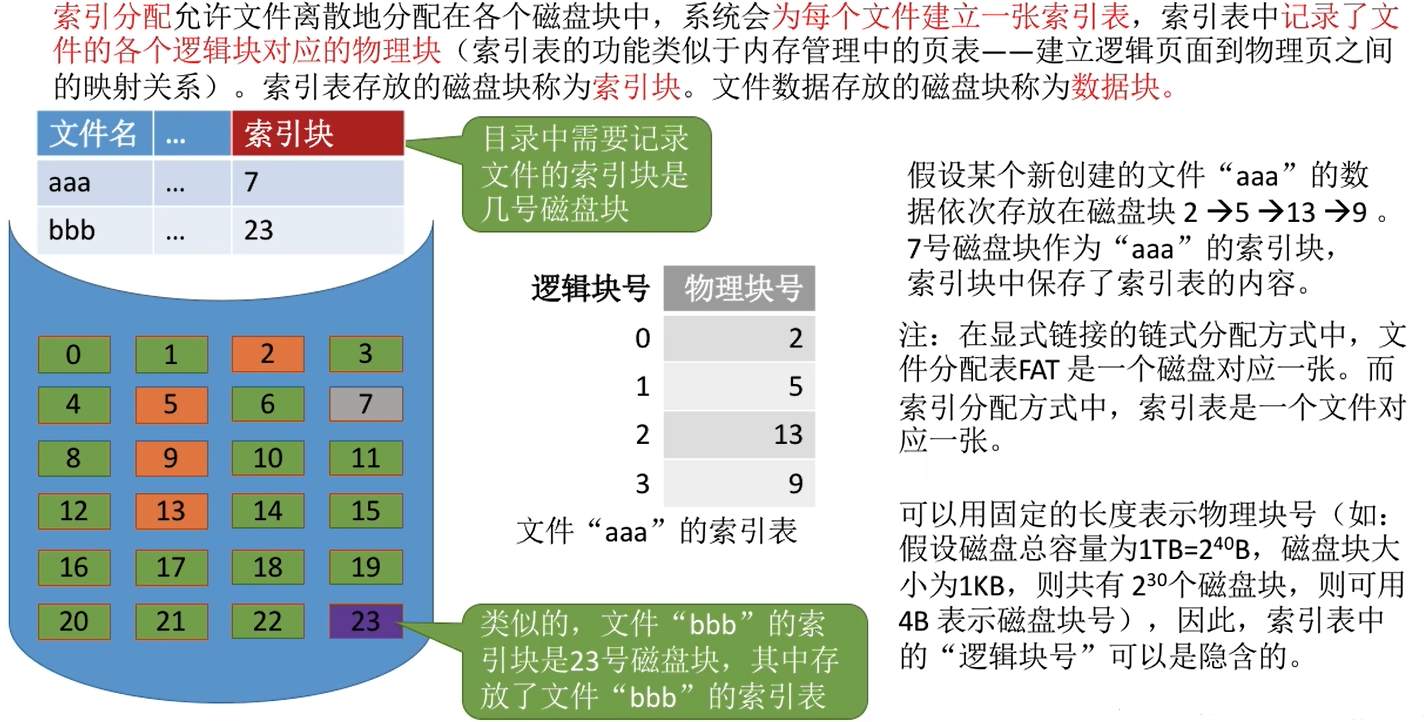 索引分配允许文件离散地分配在各个磁盘块中，系统会为每个文件建立一张索引表，索引表中记录了文
件的各个逻辑块对应的物理块（索引表的功能类似于内存管理中的页表——建立逻辑页面到物理页之间
的映射关系）。索引表存放的磁盘块称为索引块。文件数据存放的磁盘块称为数据块。
文件名 ... 索引块
aaa ... 7
bbb ... 23
目录中需要记录
文件的索引块是
几号磁盘块
0 1 2 3
4 5 6 7
8 9 10 11
12 13 14 15
16 17 18 19
20 21 22 23
逻辑块号 物理块号
0 2
1 5
2 13
3 9
文件“aaa”的索引表
类似的，文件“bbb”的索
引块是23号磁盘块，其中存
放了文件“bbb”的索引表
假设某个新创建的文件“aaa”的数
据依次存放在磁盘块 2 →5 →13 →9 。
7号磁盘块作为“aaa”的索引块，
索引块中保存了索引表的内容。
注：在显式链接的链式分配方式中，文
件分配表FAT 是一个磁盘对应一张。而
索引分配方式中，索引表是一个文件对
应一张。
可以用固定的长度表示物理块号（如：
假设磁盘总容量为1TB=2⁴⁰B，磁盘块大
小为1KB，则共有 2³⁰个磁盘块，则可用
4B 表示磁盘块号），因此，索引表中
的“逻辑块号”可以是隐含的。